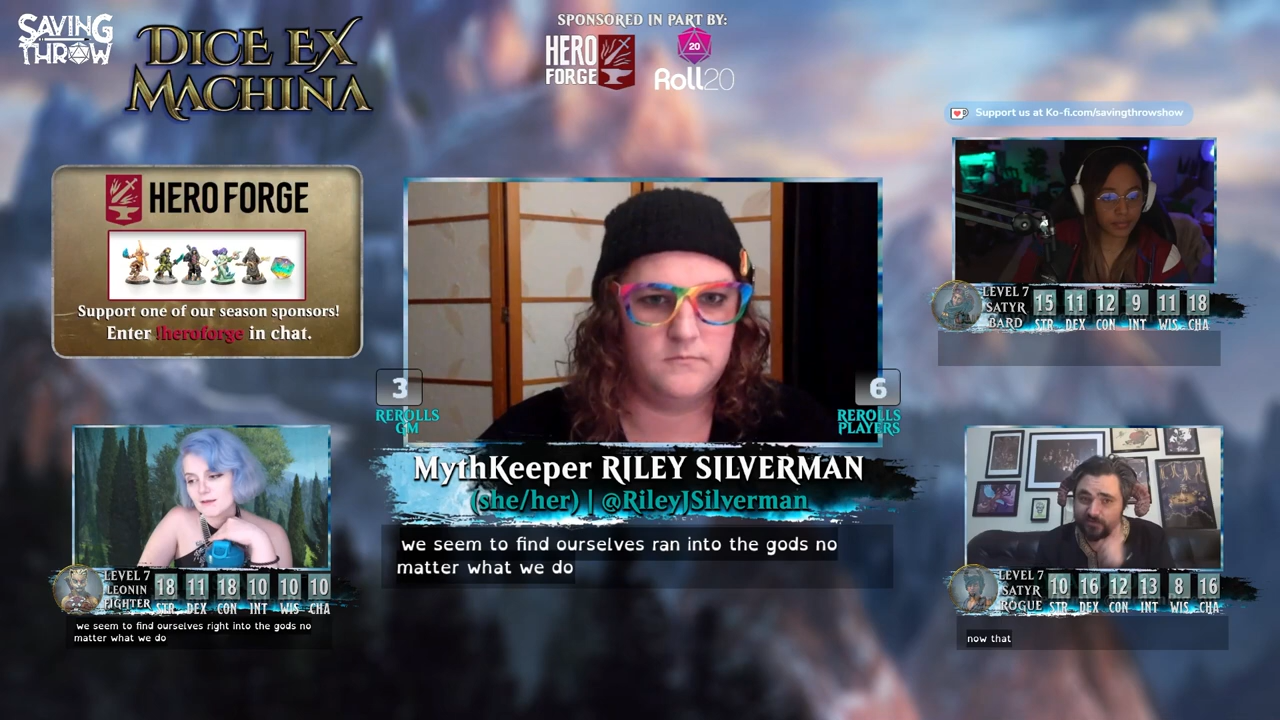 SAVING
THROW
DICE EX
MACHINA
SPONSORED IN PART BY:
HERO
FORGE
20
Roll20
Support us at Ko-fi.com/savingthrowshow
HERO FORGE
Support one of our season sponsors!
Enter !heroforge in chat.
LEVEL 7
SATYR
BARD
15 11 12 9 11 18
STR DEX CON INT WIS CHA
3
REROLLS
GM
6
REROLLS
PLAYERS
MythKeeper RILEY SILVERMAN
(she/her) | @RileyJSilverman
we seem to find ourselves ran into the gods no
matter what we do
LEVEL 7
LEONIN
FIGHTER
18 11 18 10 10 10
STR DEX CON INT WIS CHA
we seem to find ourselves right into the gods no
matter what we do
LEVEL 7
SATYR
ROGUE
10 16 12 13 8 16
STR DEX CON INT WIS CHA
now that